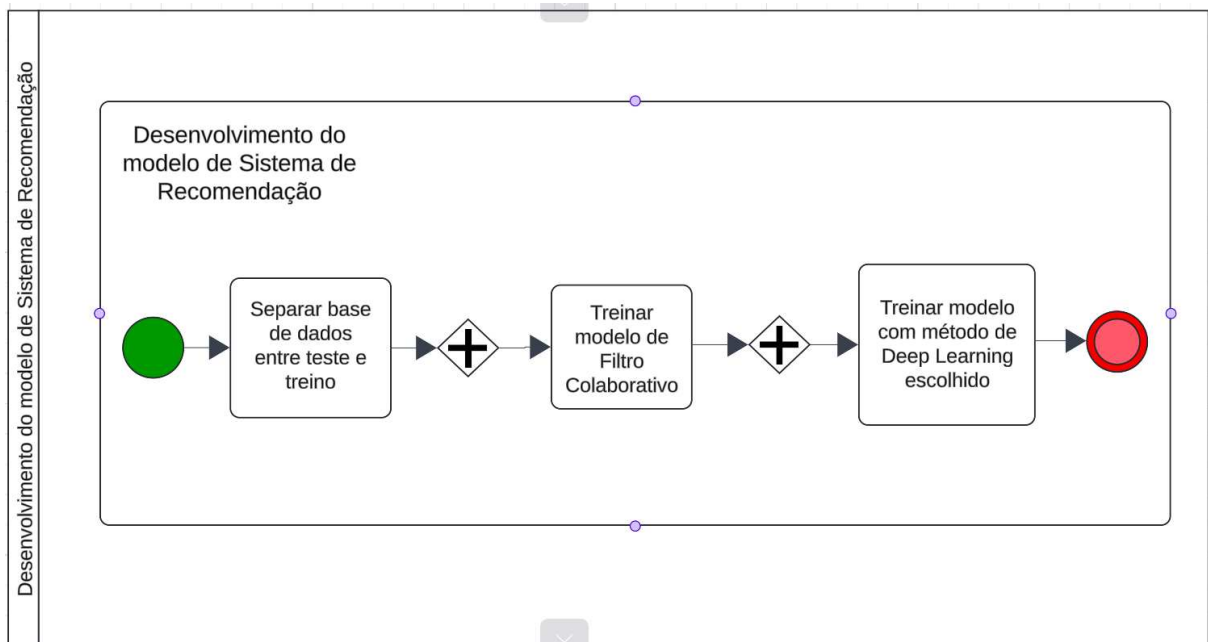 Desenvolvimento do modelo de Sistema de Recomendação
Desenvolvimento do
modelo de Sistema de
Recomendação
Separar base
de dados
entre teste e
treino
Treinar
modelo de
Filtro
Colaborativo
Treinar modelo
com método de
Deep Learning
escolhido